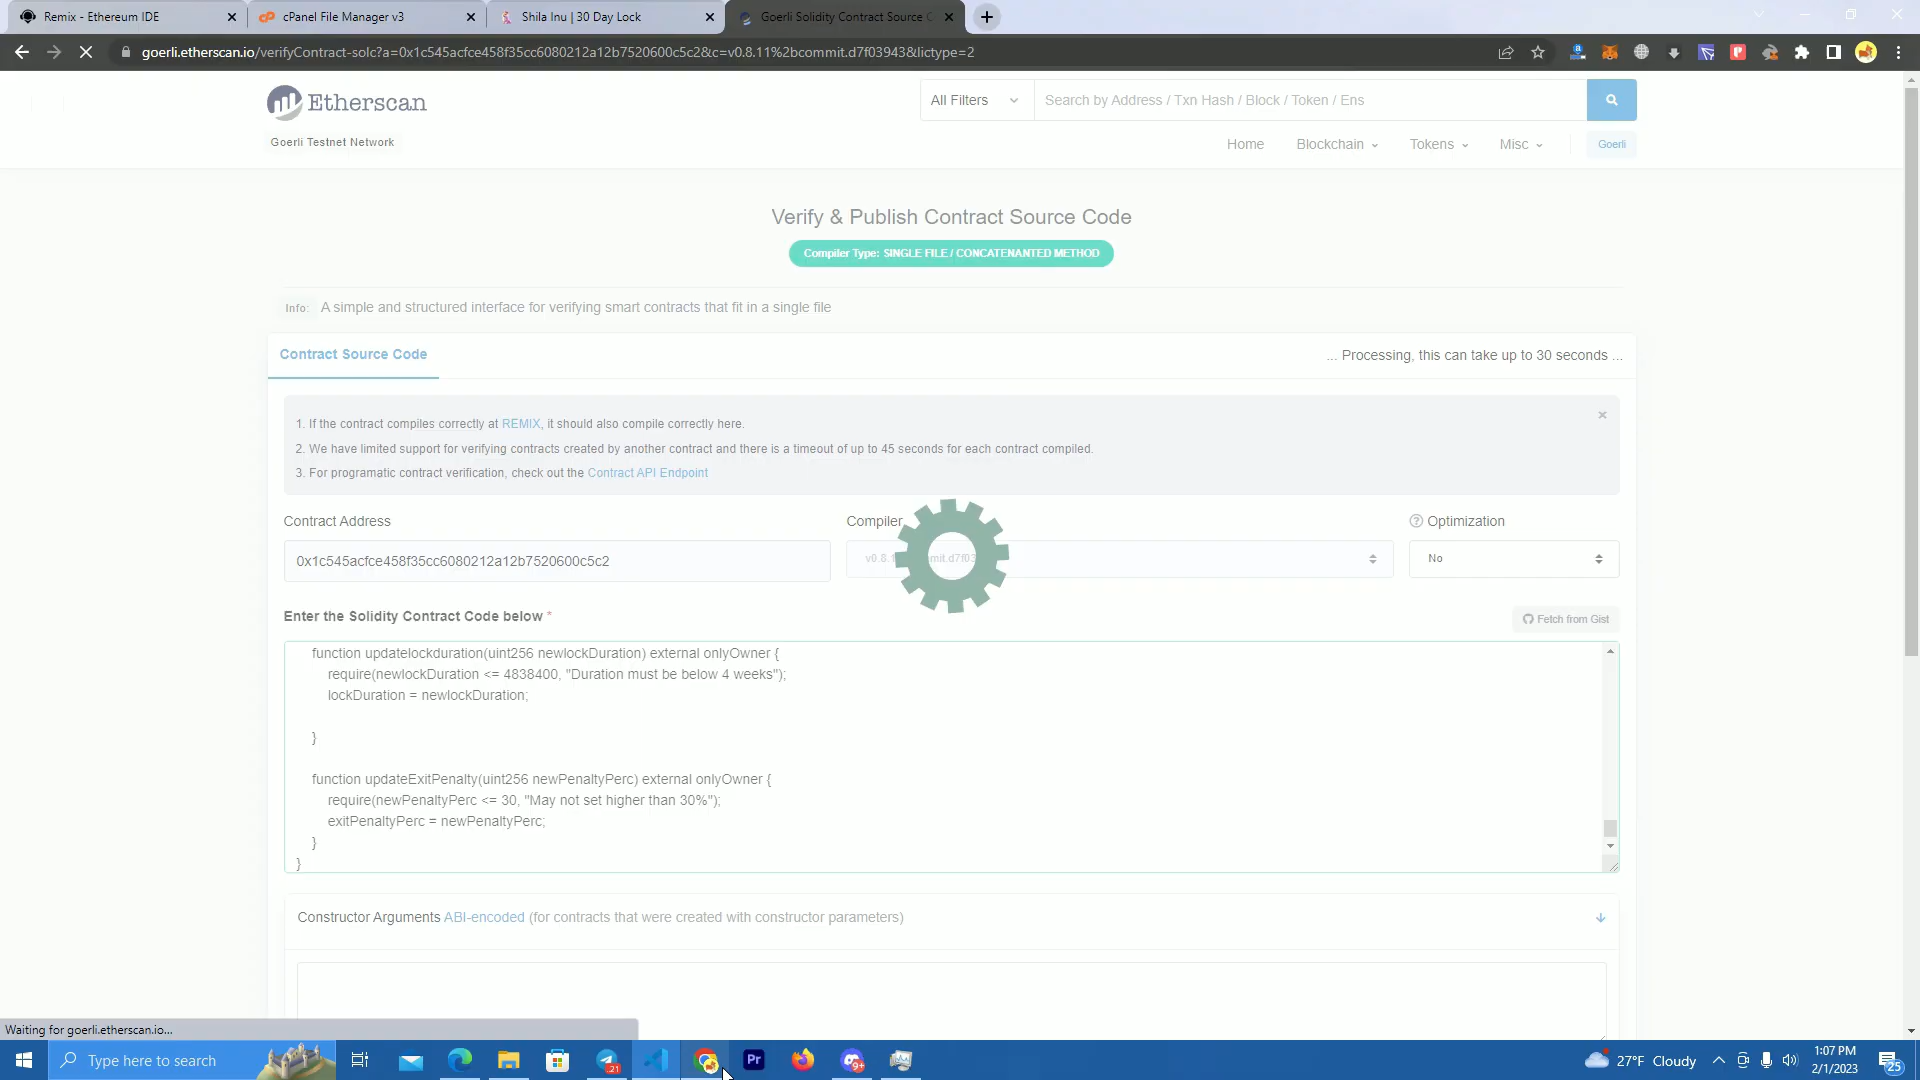 Remix - Ethereum IDE
cPanel File Manager v3
Shila Inu | 30 Day Lock
Goerli Solidity Contract Source C
goerli.etherscan.io/verifyContract-solc?a=0x1c545acfce458f35cc6080212a12b7520600c5c2&c=v0.8.11%2bcommit.d7f03943&lictype=2
Etherscan
All Filters
Search by Address / Txn Hash / Block / Token / Ens
Goerli Testnet Network
Home
Blockchain
Tokens
Misc
Goerli
Verify & Publish Contract Source Code
Compiler Type: SINGLE FILE / CONCATENANTED METHOD
Info: A simple and structured interface for verifying smart contracts that fit in a single file
Contract Source Code
... Processing, this can take up to 30 seconds ...
1. If the contract compiles correctly at REMIX, it should also compile correctly here.
2. We have limited support for verifying contracts created by another contract and there is a timeout of up to 45 seconds for each contract compiled.
3. For programatic contract verification, check out the Contract API Endpoint
Contract Address
Compiler
Optimization
0x1c545acfce458f35cc6080212a12b7520600c5c2
No
Enter the Solidity Contract Code below *
Fetch from Gist
function updatelockduration(uint256 newlockDuration) external onlyOwner {
require(newlockDuration <= 4838400, "Duration must be below 4 weeks");
lockDuration = newlockDuration;
}
function updateExitPenalty(uint256 newPenaltyPerc) external onlyOwner {
require(newPenaltyPerc <= 30, "May not set higher than 30%");
exitPenaltyPerc = newPenaltyPerc;
}
}
Constructor Arguments ABI-encoded (for contracts that were created with constructor parameters)
Waiting for goerli.etherscan.io...
Type here to search
21
Pr
9+
27°F Cloudy
1:07 PM
2/1/2023
25